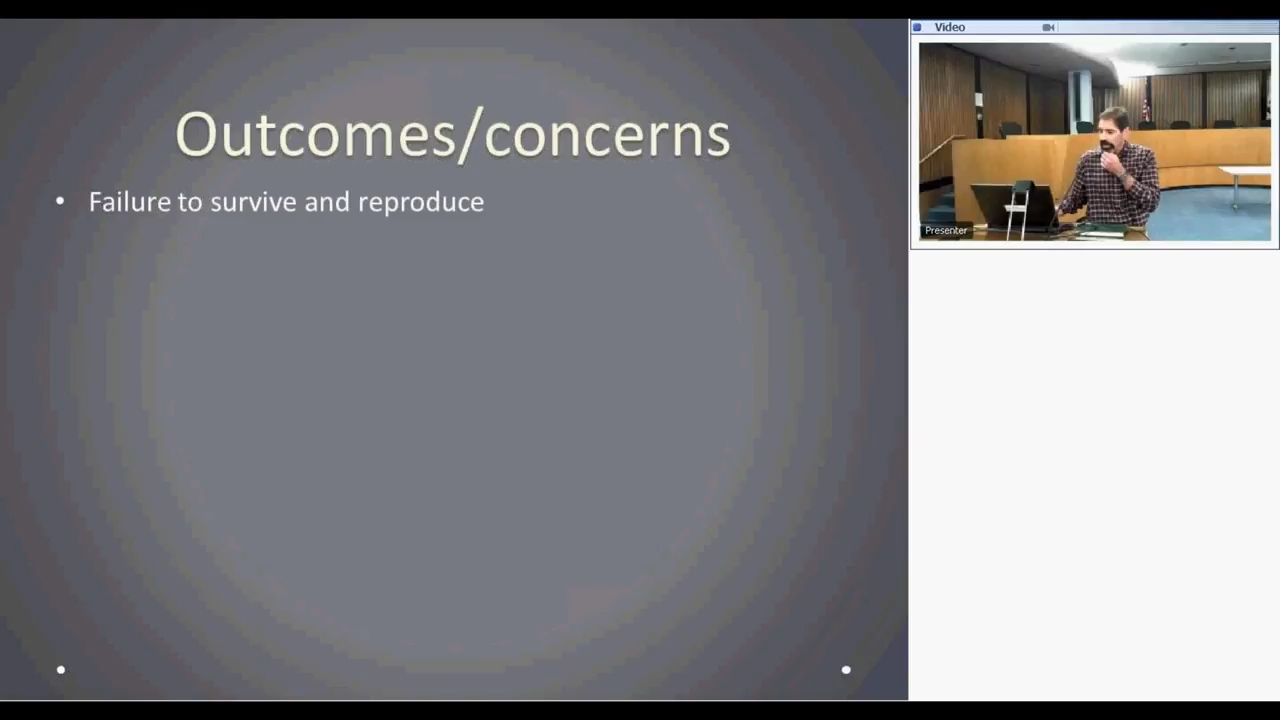 Outcomes/concerns
• Failure to survive and reproduce
Video
Presenter